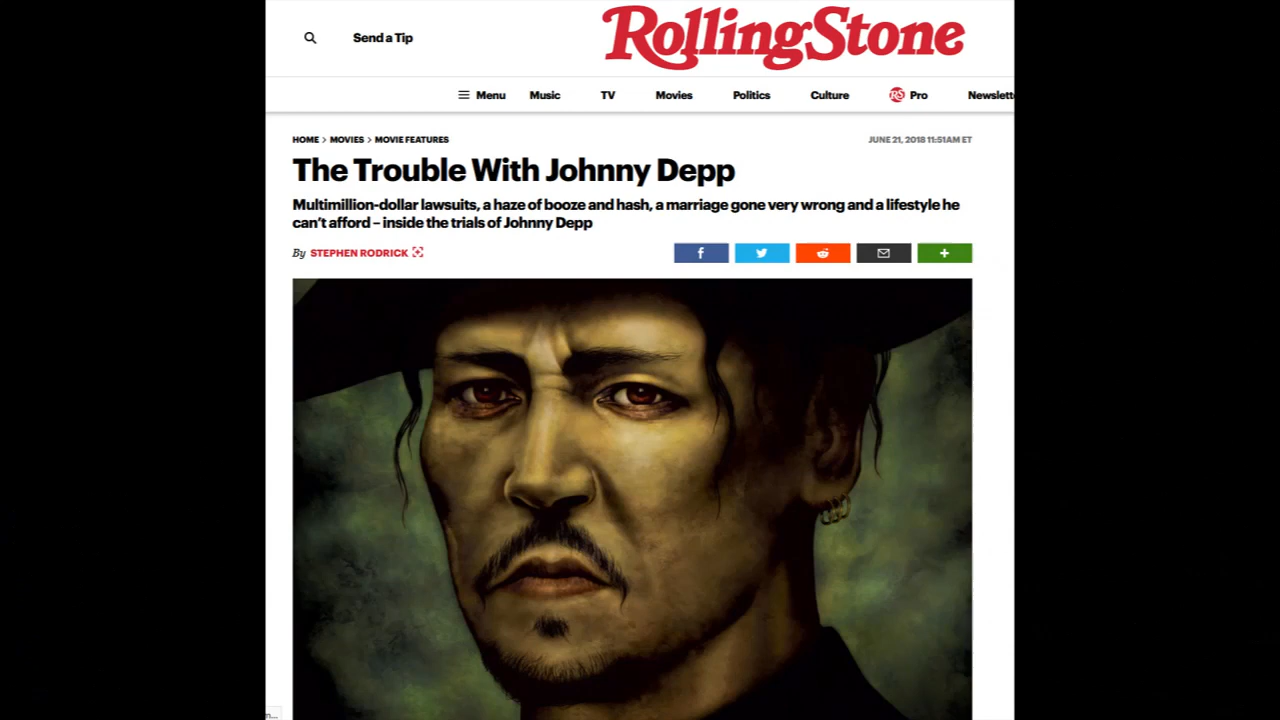 Send a Tip
RollingStone
Menu Music TV Movies Politics Culture RS Pro Newslett
HOME > MOVIES > MOVIE FEATURES
JUNE 21, 2018 11:51AM ET
The Trouble With Johnny Depp
Multimillion-dollar lawsuits, a haze of booze and hash, a marriage gone very wrong and a lifestyle he
can't afford – inside the trials of Johnny Depp
By STEPHEN RODRICK